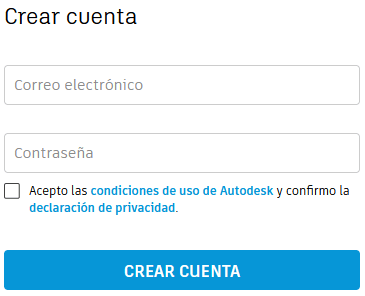 Crear cuenta
Correo electrónico
Contraseña
Acepto las condiciones de uso de Autodesk y confirmo la
declaración de privacidad.
CREAR CUENTA